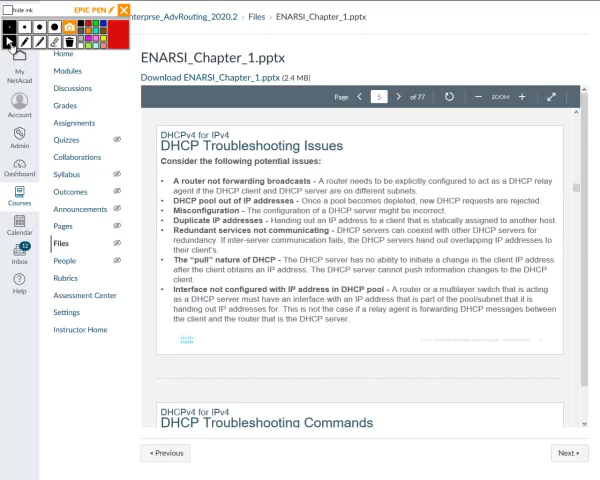 hide ink
EPIC PEN
nterprse_AdvRouting_2020.2 › Files › ENARSI_Chapter_1.pptx
My
NetAcad
Account
Admin
Dashboard
Courses
Calendar
12
Inbox
Help
Home
Modules
Discussions
Grades
Assignments
Quizzes
Collaborations
Syllabus
Outcomes
Announcements
Pages
Files
People
Rubrics
Assessment Center
Settings
Instructor Home
ENARSI_Chapter_1.pptx
Download ENARSI_Chapter_1.pptx (2.4 MB)
Page < 5 > of 77 ZOOM
DHCPv4 for IPv4
DHCP Troubleshooting Issues
Consider the following potential issues:
• A router not forwarding broadcasts - A router needs to be explicitly configured to act as a DHCP relay
agent if the DHCP client and DHCP server are on different subnets.
• DHCP pool out of IP addresses - Once a pool becomes depleted, new DHCP requests are rejected.
• Misconfiguration - The configuration of a DHCP server might be incorrect.
• Duplicate IP addresses - Handing out an IP address to a client that is statically assigned to another host.
• Redundant services not communicating - DHCP servers can coexist with other DHCP servers for
redundancy. If inter-server communication fails, the DHCP servers hand out overlapping IP addresses to
their client's.
• The "pull" nature of DHCP - The DHCP server has no ability to initiate a change in the client IP address
after the client obtains an IP address. The DHCP server cannot push information changes to the DHCP
client.
• Interface not configured with IP address in DHCP pool - A router or a multilayer switch that is acting
as a DHCP server must have an interface with an IP address that is part of the pool/subnet that it is
handing out IP addresses for. This is not the case if a relay agent is forwarding DHCP messages between
the client and the router that is the DHCP server.
cisco
DHCPv4 for IPv4
DHCP Troubleshooting Commands
◂ Previous
Next ▸